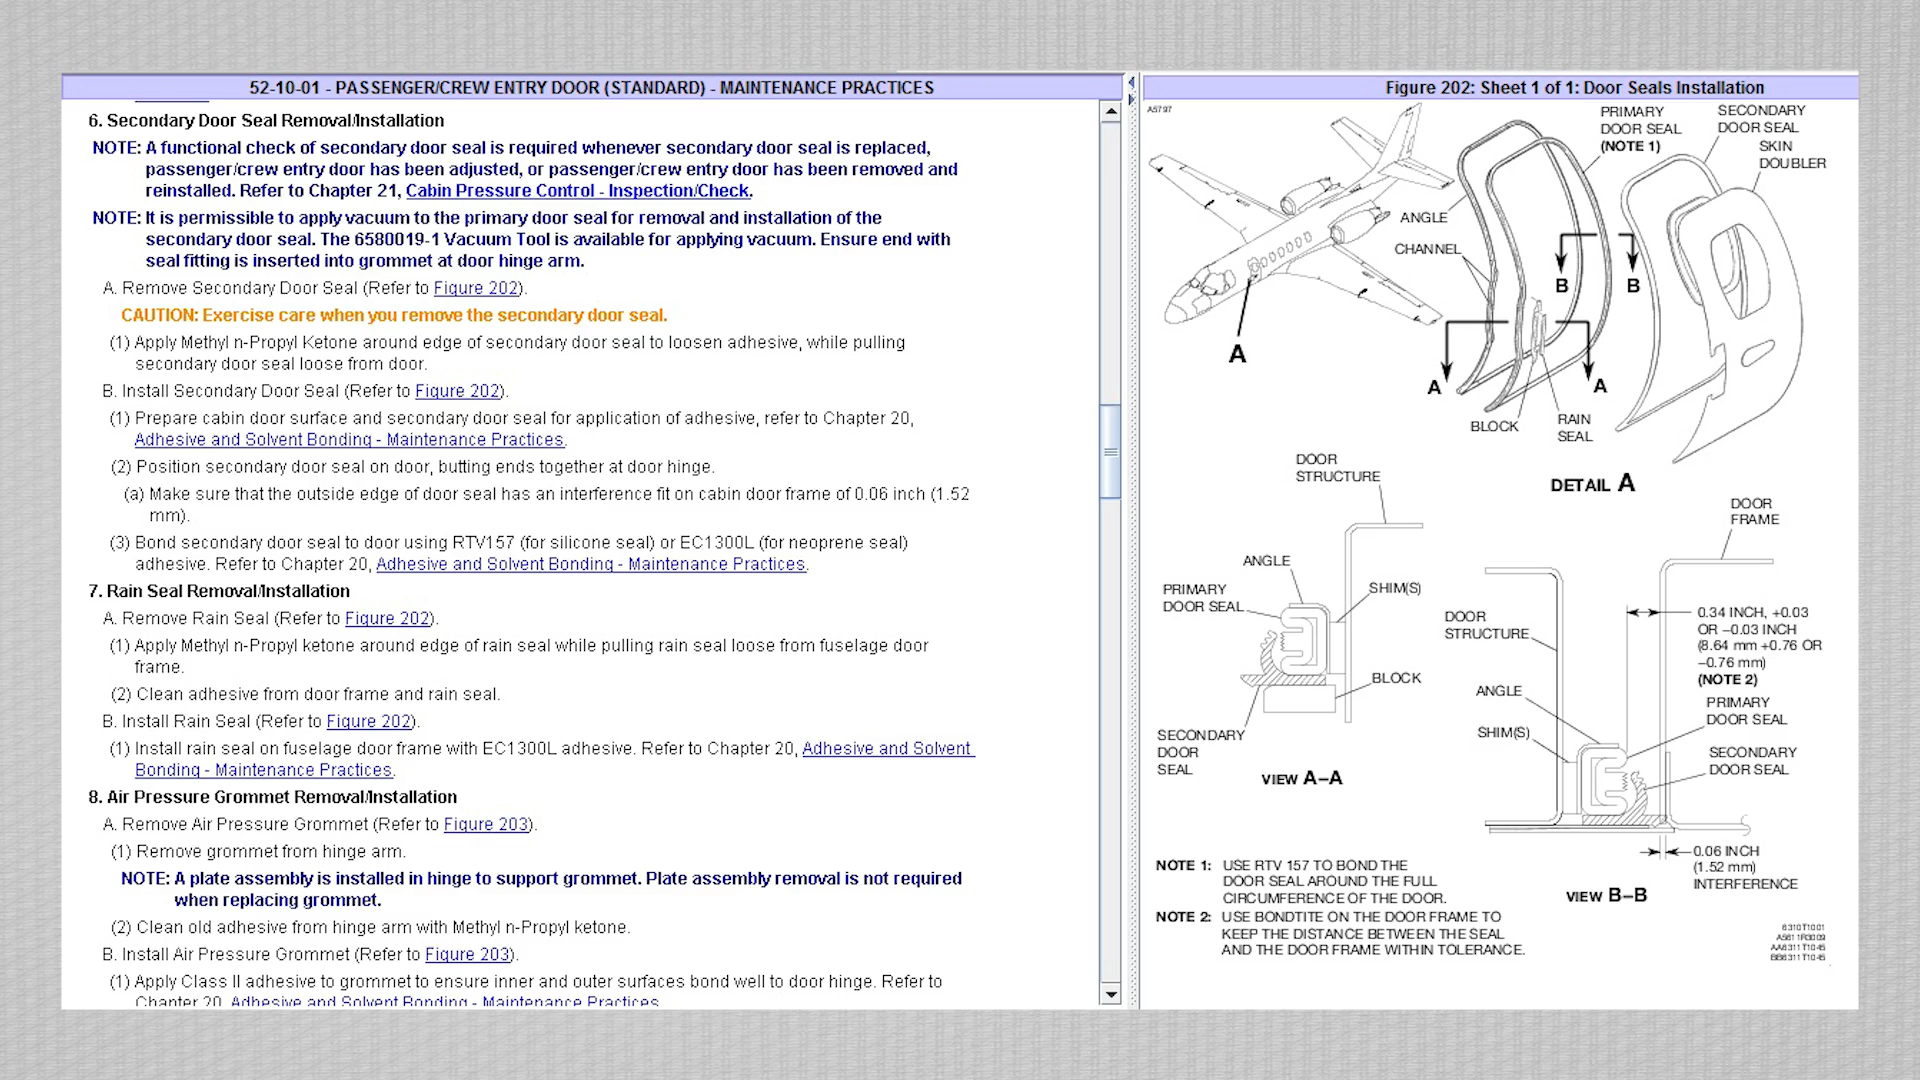 52-10-01 - PASSENGER/CREW ENTRY DOOR (STANDARD) - MAINTENANCE PRACTICES
6. Secondary Door Seal Removal/Installation
NOTE: A functional check of secondary door seal is required whenever secondary door seal is replaced,
passenger/crew entry door has been adjusted, or passenger/crew entry door has been removed and
reinstalled. Refer to Chapter 21, Cabin Pressure Control - Inspection/Check.
NOTE: It is permissible to apply vacuum to the primary door seal for removal and installation of the
secondary door seal. The 6580019-1 Vacuum Tool is available for applying vacuum. Ensure end with
seal fitting is inserted into grommet at door hinge arm.
A. Remove Secondary Door Seal (Refer to Figure 202).
CAUTION: Exercise care when you remove the secondary door seal.
(1) Apply Methyl n-Propyl Ketone around edge of secondary door seal to loosen adhesive, while pulling
secondary door seal loose from door.
B. Install Secondary Door Seal (Refer to Figure 202).
(1) Prepare cabin door surface and secondary door seal for application of adhesive, refer to Chapter 20,
Adhesive and Solvent Bonding - Maintenance Practices.
(2) Position secondary door seal on door, butting ends together at door hinge.
(a) Make sure that the outside edge of door seal has an interference fit on cabin door frame of 0.06 inch (1.52
mm).
(3) Bond secondary door seal to door using RTV157 (for silicone seal) or EC1300L (for neoprene seal)
adhesive. Refer to Chapter 20, Adhesive and Solvent Bonding - Maintenance Practices.
7. Rain Seal Removal/Installation
A. Remove Rain Seal (Refer to Figure 202).
(1) Apply Methyl n-Propyl ketone around edge of rain seal while pulling rain seal loose from fuselage door
frame.
(2) Clean adhesive from door frame and rain seal.
B. Install Rain Seal (Refer to Figure 202).
(1) Install rain seal on fuselage door frame with EC1300L adhesive. Refer to Chapter 20, Adhesive and Solvent
Bonding - Maintenance Practices.
8. Air Pressure Grommet Removal/Installation
A. Remove Air Pressure Grommet (Refer to Figure 203).
(1) Remove grommet from hinge arm.
NOTE: A plate assembly is installed in hinge to support grommet. Plate assembly removal is not required
when replacing grommet.
(2) Clean old adhesive from hinge arm with Methyl n-Propyl ketone.
B. Install Air Pressure Grommet (Refer to Figure 203).
(1) Apply Class II adhesive to grommet to ensure inner and outer surfaces bond well to door hinge. Refer to
Chapter 20, Adhesive and Solvent Bonding - Maintenance Practices
Figure 202: Sheet 1 of 1: Door Seals Installation
A5797
PRIMARY
DOOR SEAL
(NOTE 1)
SECONDARY
DOOR SEAL
SKIN
DOUBLER
ANGLE
CHANNEL
B
B
A
A
A
BLOCK
RAIN
SEAL
DETAIL A
DOOR
STRUCTURE
ANGLE
PRIMARY
DOOR SEAL
SHIM(S)
BLOCK
SECONDARY
DOOR
SEAL
VIEW A–A
DOOR
FRAME
DOOR
STRUCTURE
0.34 INCH, +0.03
OR –0.03 INCH
(8.64 mm +0.76 OR
–0.76 mm)
(NOTE 2)
ANGLE
PRIMARY
DOOR SEAL
SHIM(S)
SECONDARY
DOOR SEAL
0.06 INCH
(1.52 mm)
INTERFERENCE
VIEW B–B
NOTE 1: USE RTV 157 TO BOND THE
DOOR SEAL AROUND THE FULL
CIRCUMFERENCE OF THE DOOR.
NOTE 2: USE BONDTITE ON THE DOOR FRAME TO
KEEP THE DISTANCE BETWEEN THE SEAL
AND THE DOOR FRAME WITHIN TOLERANCE.
6310T1001
A5611R3009
AA6311T1045
BB6311T1045